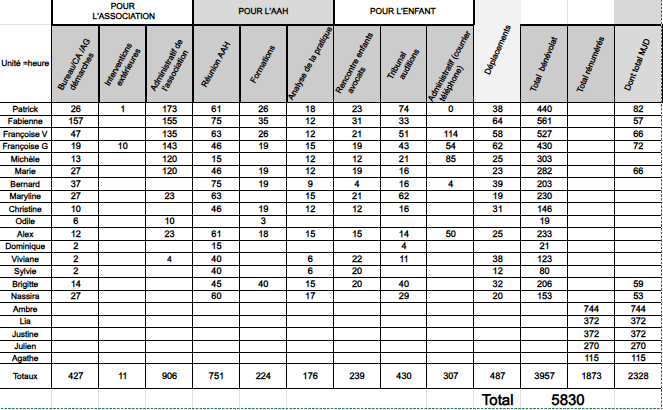 POUR L'ASSOCIATION POUR L'AAH POUR L'ENFANT
Unité =heure
Bureau/CA /AG démarches
Interventions extérieures
Administratif de l'association
Réunion AAH
Formations
Analyse de la pratique
Rencontre enfants avocats
Tribunal auditions
Administratif (courrier téléphone)
Déplacements
Total bénévolat
Total rémunérés
Dont total MJD
Patrick 26 1 173 61 26 18 23 74 0 38 440 82
Fabienne 157 155 75 35 12 31 33 64 561 57
Françoise V 47 135 63 26 12 21 51 114 58 527 66
Françoise G 19 10 143 46 19 15 19 43 54 62 430 72
Michèle 13 120 15 12 12 21 85 25 303
Marie 27 120 46 19 12 19 16 23 282 66
Bernard 37 75 19 9 4 16 4 39 203
Maryline 27 23 63 15 21 62 19 230
Christine 10 46 19 12 12 16 31 146
Odile 6 10 3 19
Alex 12 23 61 18 15 15 14 50 25 233
Dominique 2 15 4 21
Viviane 2 4 40 6 22 11 38 123
Sylvie 2 40 6 20 12 80
Brigitte 14 45 40 15 20 40 32 206 59
Nassira 27 60 17 29 20 153 53
Ambre 744 744
Lia 372 372
Justine 372 372
Julien 270 270
Agathe 115 115
Totaux 427 11 906 751 224 176 239 430 307 487 3957 1873 2328
Total 5830